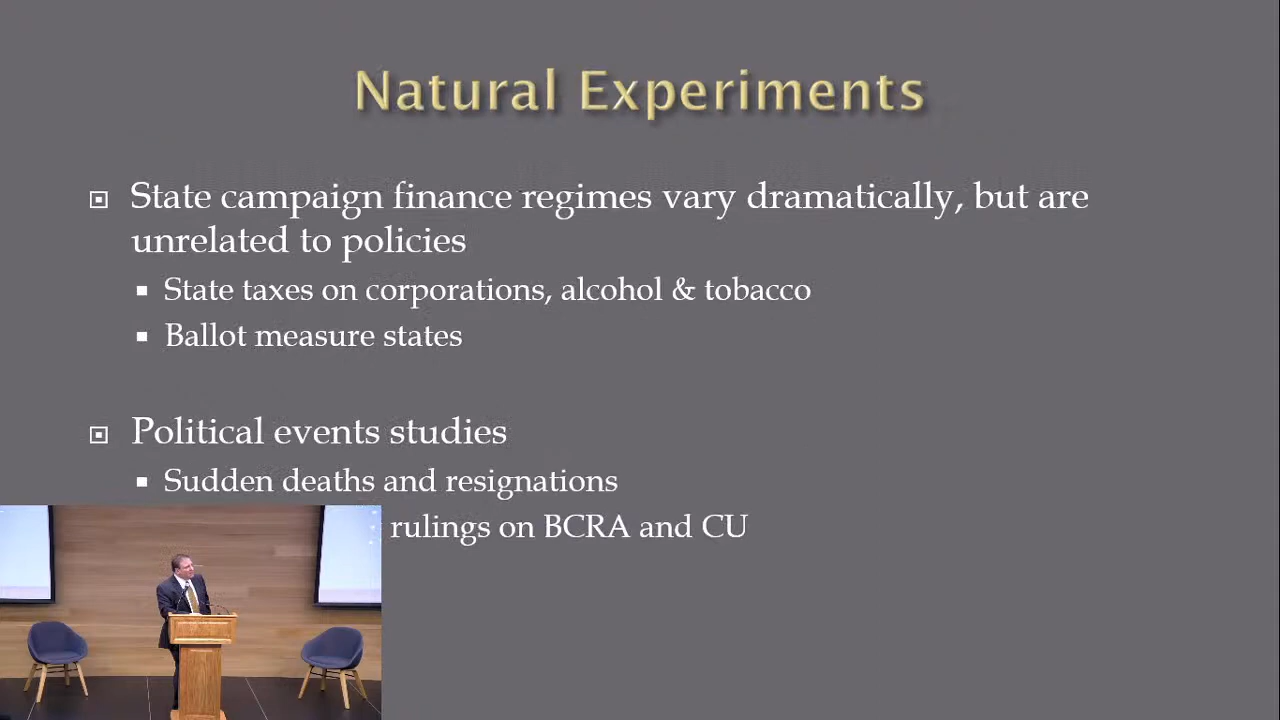 Natural Experiments
State campaign finance regimes vary dramatically, but are
unrelated to policies
State taxes on corporations, alcohol & tobacco
Ballot measure states
Political events studies
Sudden deaths and resignations
rulings on BCRA and CU